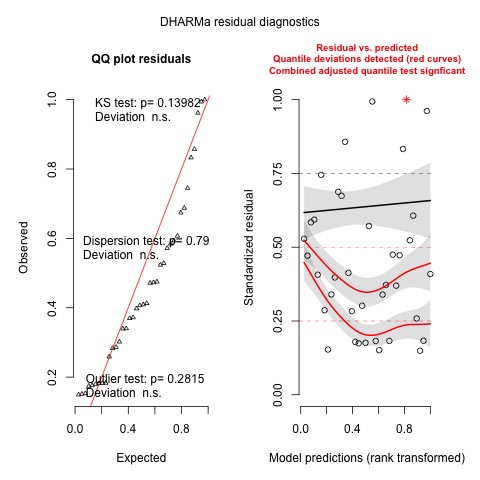 DHARMa residual diagnostics
QQ plot residuals
KS test: p= 0.13982
Deviation n.s.
Dispersion test: p= 0.79
Deviation n.s.
Outlier test: p= 0.2815
Deviation n.s.
Observed
1.0
0.8
0.6
0.4
0.2
0.0
0.4
0.8
Expected
Residual vs. predicted
Quantile deviations detected (red curves)
Combined adjusted quantile test signficant
Standardized residual
1.00
0.75
0.50
0.25
0.00
0.0
0.4
0.8
Model predictions (rank transformed)